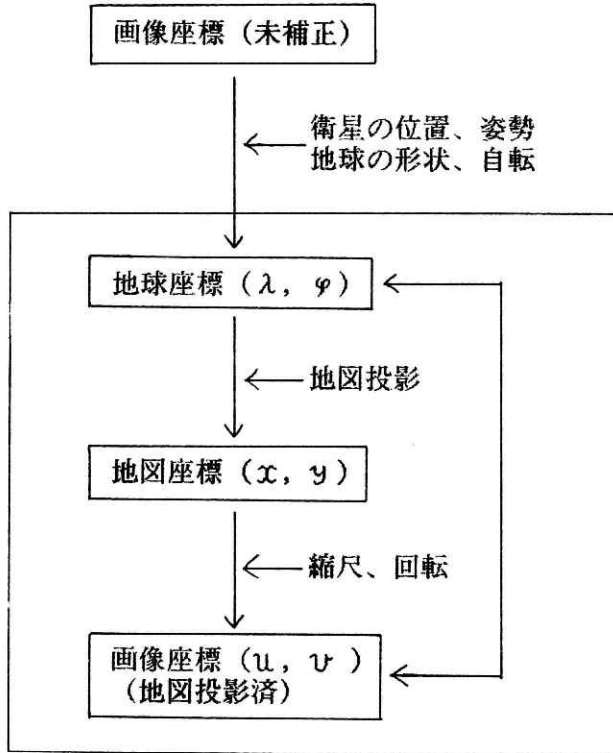 画像座標（未補正）
衛星の位置、姿勢
地球の形状、自転
地球座標（λ, φ）
地図投影
地図座標（x, y）
縮尺、回転
画像座標（u, v）
（地図投影済）